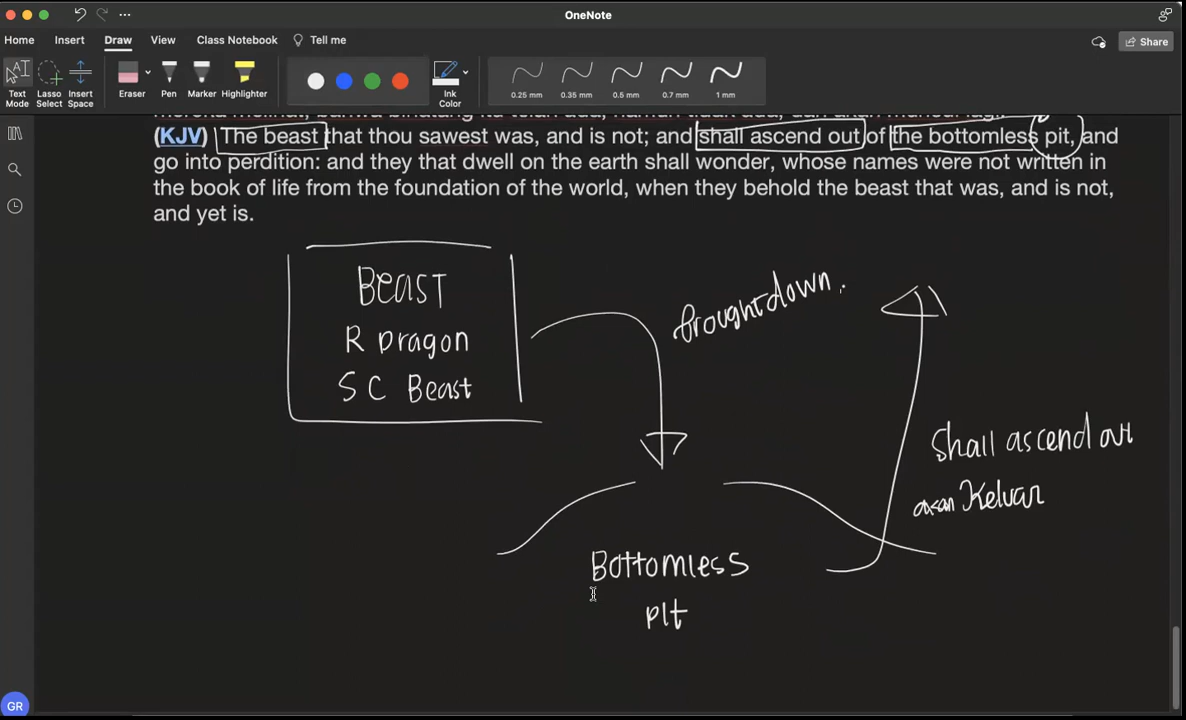 OneNote
Home Insert Draw View Class Notebook Tell me
Share
Text Mode
Lasso Select
Insert Space
Eraser
Pen
Marker
Highlighter
Ink Color
0.25 mm 0.35 mm 0.5 mm 0.7 mm 1 mm
(KJV) The beast that thou sawest was, and is not; and shall ascend out of the bottomless pit, and
go into perdition: and they that dwell on the earth shall wonder, whose names were not written in
the book of life from the foundation of the world, when they behold the beast that was, and is not,
and yet is.
BEAST
R Dragon
S C Beast
brought down.
Shall ascend out
akan Keluar
Bottomless
pit
GR